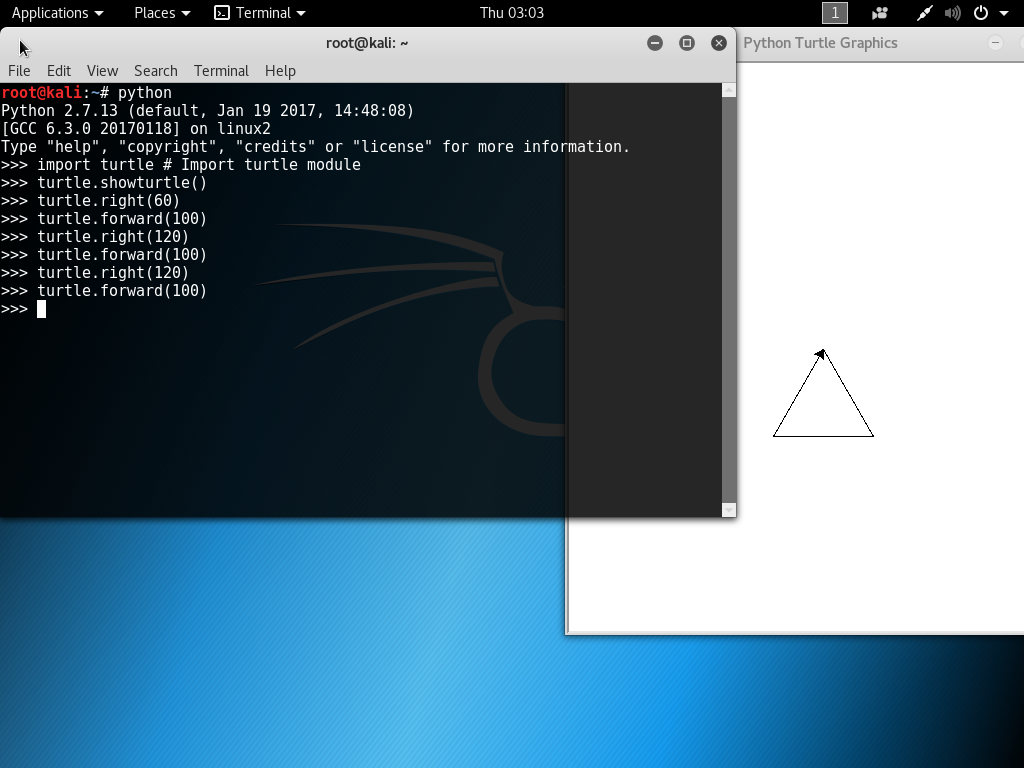 Applications Places Terminal Thu 03:03 1
root@kali: ~
Python Turtle Graphics
File Edit View Search Terminal Help
root@kali:~# python
Python 2.7.13 (default, Jan 19 2017, 14:48:08)
[GCC 6.3.0 20170118] on linux2
Type "help", "copyright", "credits" or "license" for more information.
>>> import turtle # Import turtle module
>>> turtle.showturtle()
>>> turtle.right(60)
>>> turtle.forward(100)
>>> turtle.right(120)
>>> turtle.forward(100)
>>> turtle.right(120)
>>> turtle.forward(100)
>>>